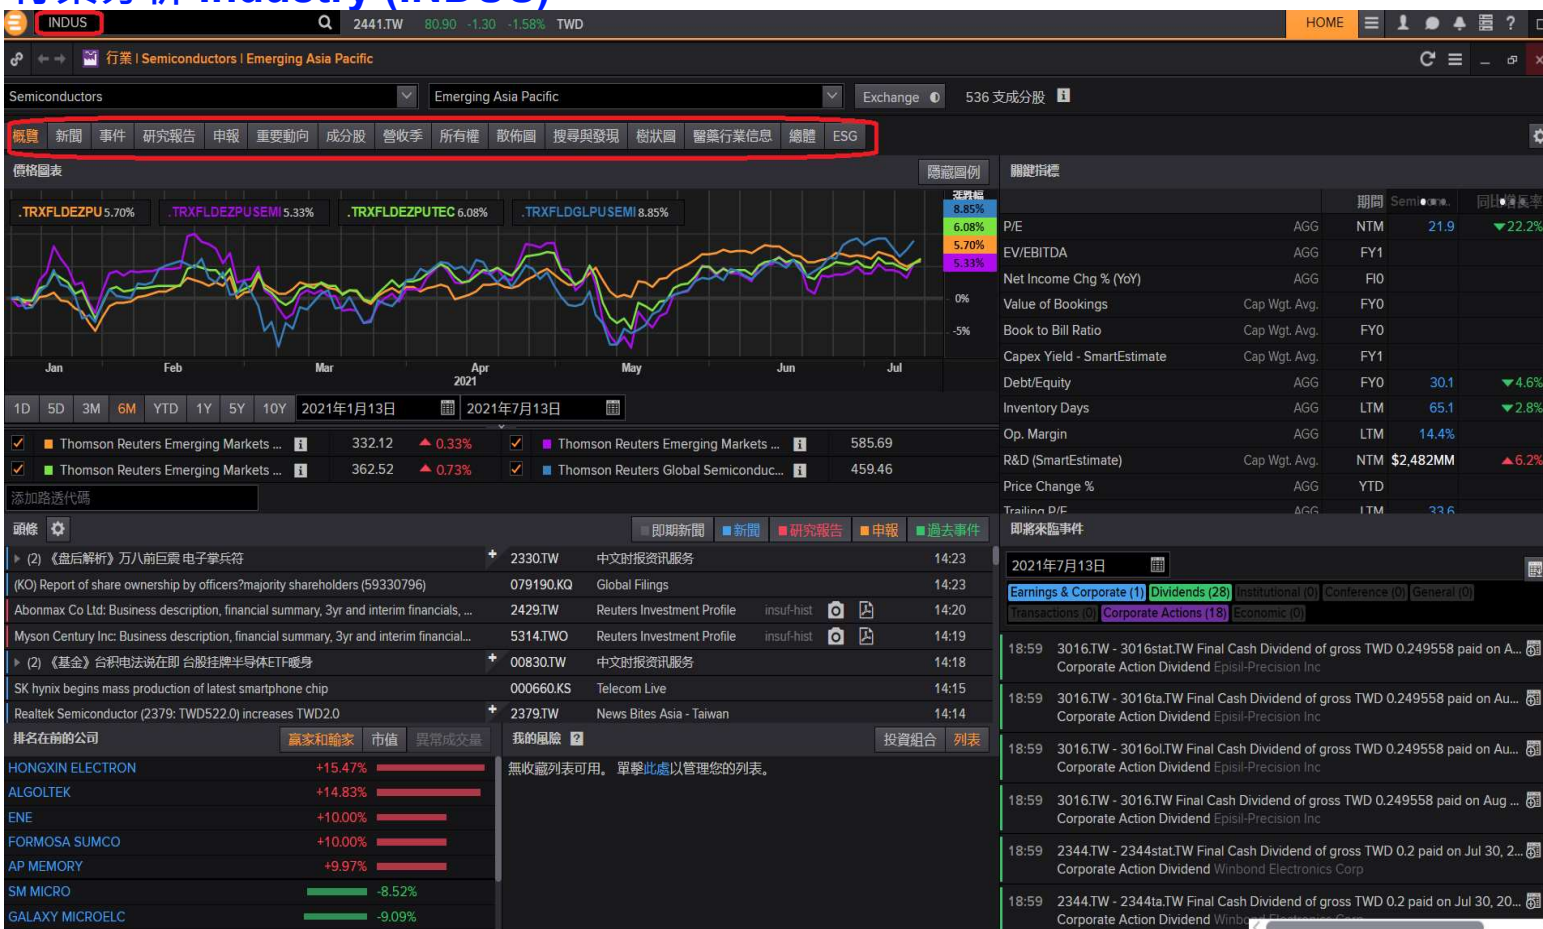 行業分析 Industry (INDUS)
INDUS 2441.TW 80.90 -1.30 -1.58% TWD HOME
行業 | Semiconductors | Emerging Asia Pacific
Semiconductors Emerging Asia Pacific Exchange 536 支成分股
概覽 新聞 事件 研究報告 申報 重要動向 成分股 營收季 所有權 散佈圖 搜尋與發現 樹狀圖 醫藥行業信息 總體 ESG
價格圖表 隱藏圖例
.TRXFLDEZPU 5.70% .TRXFLDEZPUSEMI 5.33% .TRXFLDEZPUTEC 6.08% .TRXFLDGLPUSEMI 8.85% 漲跌幅
8.85%
6.08%
5.70%
5.33%
0%
-5%
Jan Feb Mar Apr May Jun Jul
2021
1D 5D 3M 6M YTD 1Y 5Y 10Y 2021年1月13日 2021年7月13日
Thomson Reuters Emerging Markets ... 332.12 ▲ 0.33% Thomson Reuters Emerging Markets ... 585.69
Thomson Reuters Emerging Markets ... 362.52 ▲ 0.73% Thomson Reuters Global Semiconduc... 459.46
添加路透代碼
頭條 即期新聞 新聞 研究報告 申報 過去事件
(2) 《盘后解析》万八前巨震 电子掌兵符 2330.TW 中文时报资讯服务 14:23
(KO) Report of share ownership by officers?majority shareholders (59330796) 079190.KQ Global Filings 14:23
Abonmax Co Ltd: Business description, financial summary, 3yr and interim financials, ... 2429.TW Reuters Investment Profile insuf-hist 14:20
Myson Century Inc: Business description, financial summary, 3yr and interim financial... 5314.TWO Reuters Investment Profile insuf-hist 14:19
(2) 《基金》台积电法说在即 台股挂牌半导体ETF暖身 00830.TW 中文时报资讯服务 14:18
SK hynix begins mass production of latest smartphone chip 000660.KS Telecom Live 14:15
Realtek Semiconductor (2379: TWD522.0) increases TWD2.0 2379.TW News Bites Asia - Taiwan 14:14
排名在前的公司 贏家和輸家 市值 異常成交量
HONGXIN ELECTRON +15.47%
ALGOLTEK +14.83%
ENE +10.00%
FORMOSA SUMCO +10.00%
AP MEMORY +9.97%
SM MICRO -8.52%
GALAXY MICROELC -9.09%
我的風險 ? 投資組合 列表
無收藏列表可用。 單擊此處以管理您的列表。
關鍵指標
期間 同比增長率
P/E AGG NTM 21.9 ▼22.2%
EV/EBITDA AGG FY1
Net Income Chg % (YoY) AGG FI0
Value of Bookings Cap Wgt. Avg. FY0
Book to Bill Ratio Cap Wgt. Avg. FY0
Capex Yield - SmartEstimate Cap Wgt. Avg. FY1
Debt/Equity AGG FY0 30.1 ▼4.6%
Inventory Days AGG LTM 65.1 ▼2.8%
Op. Margin AGG LTM 14.4%
R&D (SmartEstimate) Cap Wgt. Avg. NTM $2,482MM ▲6.2%
Price Change % AGG YTD
Trailing P/E AGG LTM 33.6
即將來臨事件
2021年7月13日
Earnings & Corporate (1) Dividends (28) Institutional (0) Conference (0) General (0)
Transactions (0) Corporate Actions (18) Economic (0)
18:59 3016.TW - 3016stat.TW Final Cash Dividend of gross TWD 0.249558 paid on A...
Corporate Action Dividend Episil-Precision Inc
18:59 3016.TW - 3016ta.TW Final Cash Dividend of gross TWD 0.249558 paid on Au...
Corporate Action Dividend Episil-Precision Inc
18:59 3016.TW - 3016ol.TW Final Cash Dividend of gross TWD 0.249558 paid on Au...
Corporate Action Dividend Episil-Precision Inc
18:59 3016.TW - 3016.TW Final Cash Dividend of gross TWD 0.249558 paid on Aug ...
Corporate Action Dividend Episil-Precision Inc
18:59 2344.TW - 2344stat.TW Final Cash Dividend of gross TWD 0.2 paid on Jul 30, 2...
Corporate Action Dividend Winbond Electronics Corp
18:59 2344.TW - 2344ta.TW Final Cash Dividend of gross TWD 0.2 paid on Jul 30, 20...
Corporate Action Dividend Winbond Electronics Corp